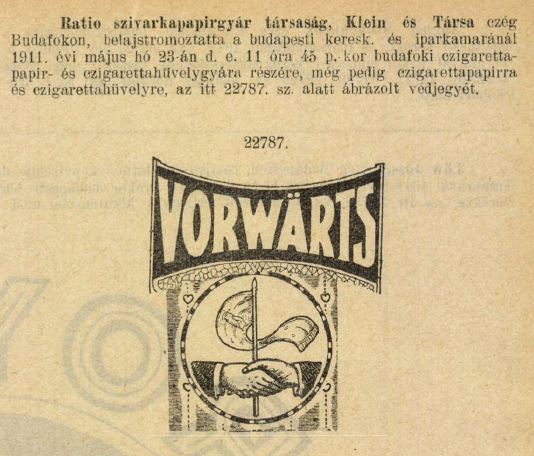 Ratio szivarkapapirgyár társaság, Klein és Társa czég
Budafokon, belajstromoztatta a budapesti keresk. és iparkamaránál
1911. évi május hó 23-án d. e. 11 óra 45 p.-kor budafoki czigaretta-
papir- és czigarettahüvelygyára részére, még pedig czigarettapapirra
és czigarettahüvelyre, az itt 22787. sz. alatt ábrázolt védjegyét.
22787.
VORWÄRTS